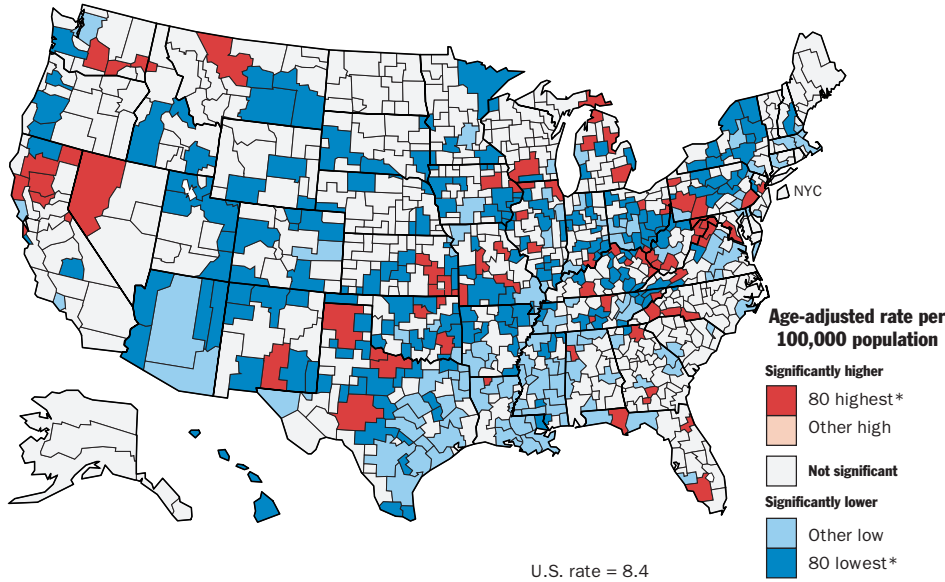 NYC
Age-adjusted rate per
100,000 population
Significantly higher
80 highest*
Other high
Not significant
Significantly lower
Other low
80 lowest*
U.S. rate = 8.4